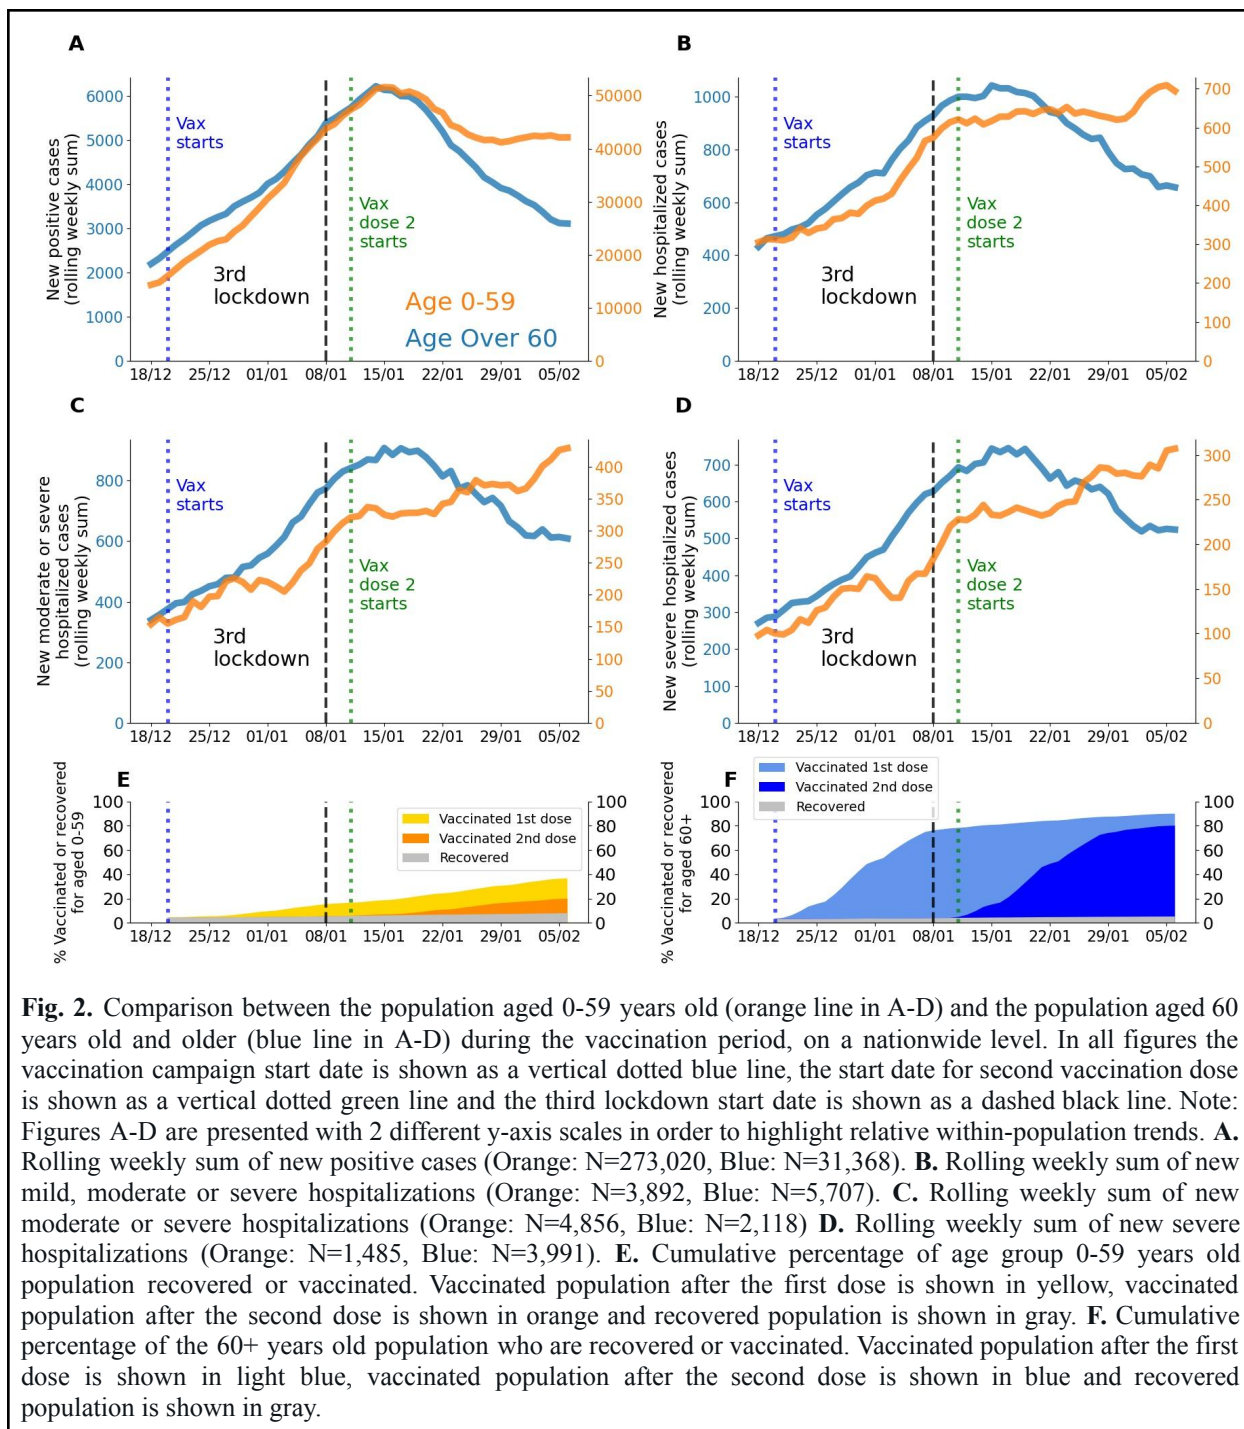 A
New positive cases
(rolling weekly sum)
6000
5000
4000
3000
2000
1000
0
50000
40000
30000
20000
10000
0
Vax
starts
Vax
dose 2
starts
3rd
lockdown
Age 0-59
Age Over 60
18/12 25/12 01/01 08/01 15/01 22/01 29/01 05/02
B
New hospitalized cases
(rolling weekly sum)
1000
800
600
400
200
0
700
600
500
400
300
200
100
0
Vax
starts
Vax
dose 2
starts
3rd
lockdown
18/12 25/12 01/01 08/01 15/01 22/01 29/01 05/02
C
New moderate or severe
hospitalized cases
(rolling weekly sum)
800
600
400
200
0
400
350
300
250
200
150
100
50
0
Vax
starts
Vax
dose 2
starts
3rd
lockdown
18/12 25/12 01/01 08/01 15/01 22/01 29/01 05/02
D
New severe hospitalized cases
(rolling weekly sum)
700
600
500
400
300
200
100
0
300
250
200
150
100
50
0
Vax
starts
Vax
dose 2
starts
3rd
lockdown
18/12 25/12 01/01 08/01 15/01 22/01 29/01 05/02
E
% Vaccinated or recovered
for aged 0-59
100
80
60
40
20
0
100
80
60
40
20
0
Vaccinated 1st dose
Vaccinated 2nd dose
Recovered
18/12 25/12 01/01 08/01 15/01 22/01 29/01 05/02
F
% Vaccinated or recovered
for aged 60+
100
80
60
40
20
0
100
80
60
40
20
0
Vaccinated 1st dose
Vaccinated 2nd dose
Recovered
18/12 25/12 01/01 08/01 15/01 22/01 29/01 05/02
Fig. 2. Comparison between the population aged 0-59 years old (orange line in A-D) and the population aged 60
years old and older (blue line in A-D) during the vaccination period, on a nationwide level. In all figures the
vaccination campaign start date is shown as a vertical dotted blue line, the start date for second vaccination dose
is shown as a vertical dotted green line and the third lockdown start date is shown as a dashed black line. Note:
Figures A-D are presented with 2 different y-axis scales in order to highlight relative within-population trends. A.
Rolling weekly sum of new positive cases (Orange: N=273,020, Blue: N=31,368). B. Rolling weekly sum of new
mild, moderate or severe hospitalizations (Orange: N=3,892, Blue: N=5,707). C. Rolling weekly sum of new
moderate or severe hospitalizations (Orange: N=4,856, Blue: N=2,118) D. Rolling weekly sum of new severe
hospitalizations (Orange: N=1,485, Blue: N=3,991). E. Cumulative percentage of age group 0-59 years old
population recovered or vaccinated. Vaccinated population after the first dose is shown in yellow, vaccinated
population after the second dose is shown in orange and recovered population is shown in gray. F. Cumulative
percentage of the 60+ years old population who are recovered or vaccinated. Vaccinated population after the first
dose is shown in light blue, vaccinated population after the second dose is shown in blue and recovered
population is shown in gray.